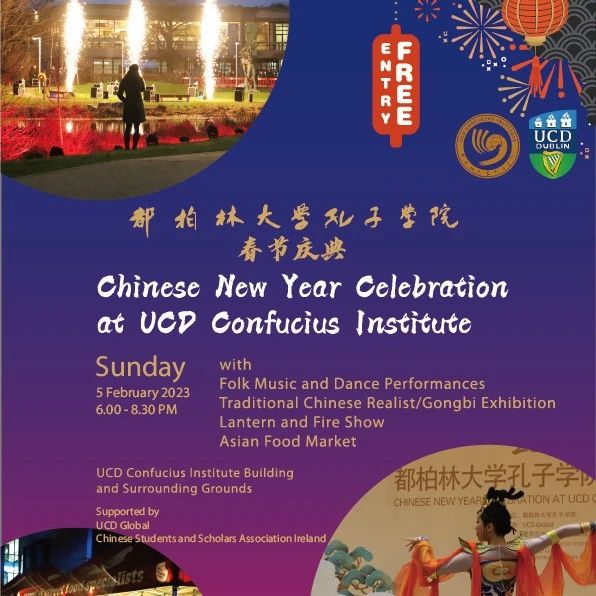 ENTRY
FREE
UCD
DUBLIN
都柏林大学孔子学院
春节庆典
Chinese New Year Celebration
at UCD Confucius Institute
Sunday
5 February 2023
6.00 - 8.30 PM
with
Folk Music and Dance Performances
Traditional Chinese Realist/Gongbi Exhibition
Lantern and Fire Show
Asian Food Market
UCD Confucius Institute Building
and Surrounding Grounds
Supported by
UCD Global
Chinese Students and Scholars Association Ireland
都柏林大学孔子学院
CHINESE NEW YEAR
food specialists